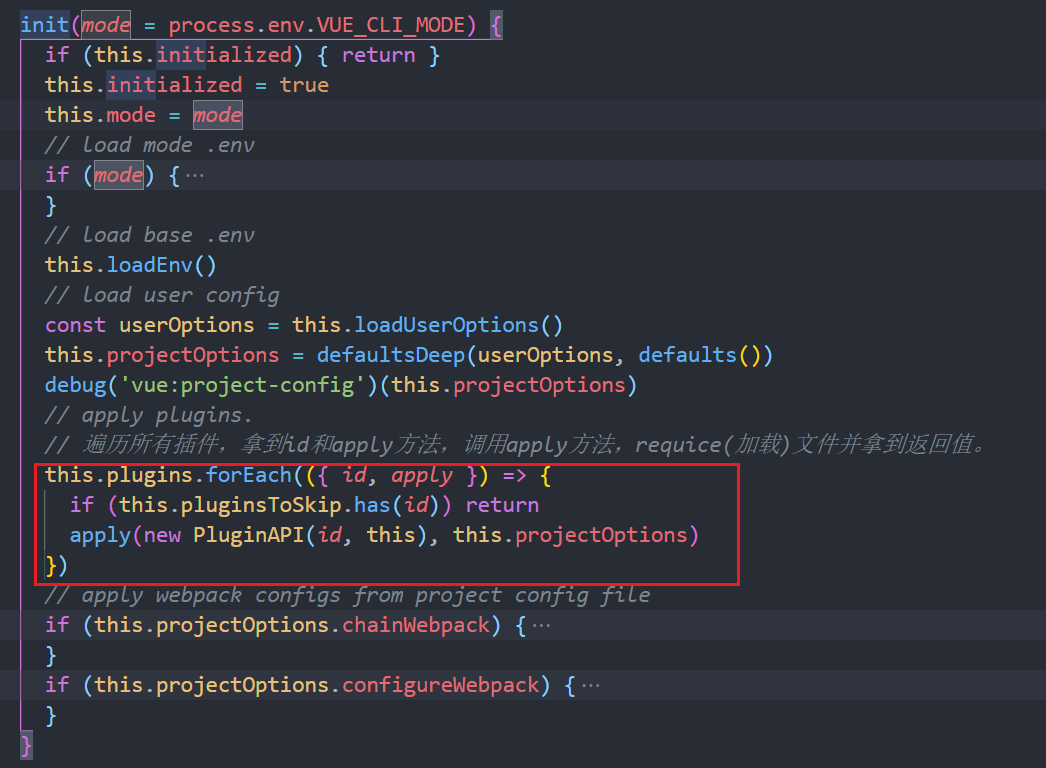 init(mode = process.env.VUE_CLI_MODE) {
if (this.initialized) { return }
this.initialized = true
this.mode = mode
// load mode .env
if (mode) {···
}
// load base .env
this.loadEnv()
// load user config
const userOptions = this.loadUserOptions()
this.projectOptions = defaultsDeep(userOptions, defaults())
debug('vue:project-config')(this.projectOptions)
// apply plugins.
// 遍历所有插件，拿到id和apply方法，调用apply方法，requice(加载)文件并拿到返回值。
this.plugins.forEach(({ id, apply }) => {
if (this.pluginsToSkip.has(id)) return
apply(new PluginAPI(id, this), this.projectOptions)
})
// apply webpack configs from project config file
if (this.projectOptions.chainWebpack) {···
}
if (this.projectOptions.configureWebpack) {···
}
}